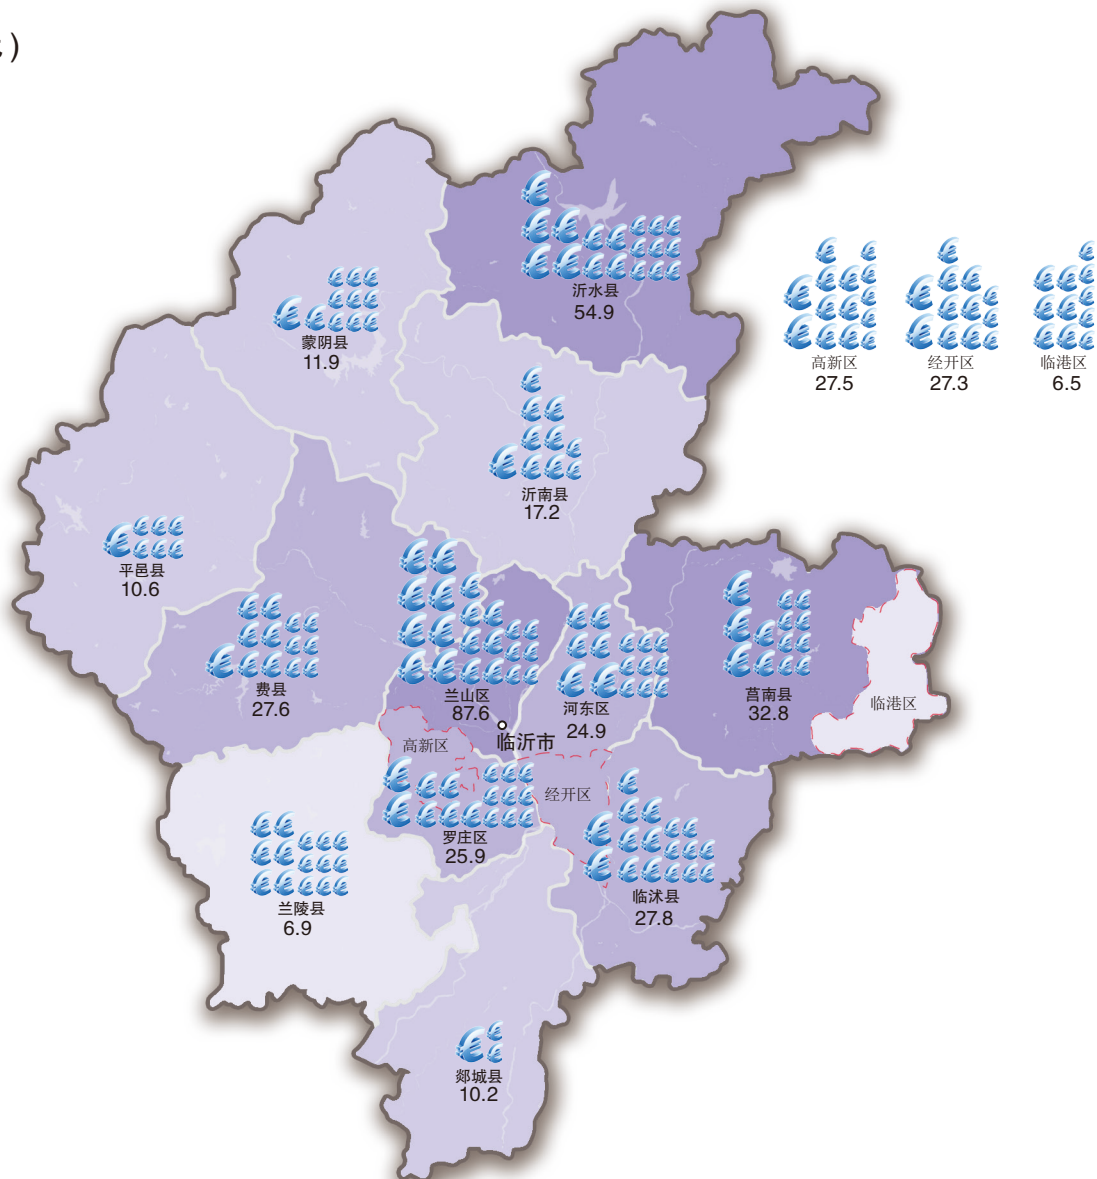 )
沂水县
54.9
蒙阴县
11.9
高新区
27.5
经开区
27.3
临港区
6.5
沂南县
17.2
平邑县
10.6
费县
27.6
兰山区
87.6
河东区
24.9
莒南县
32.8
临港区
临沂市
高新区
经开区
罗庄区
25.9
临沭县
27.8
兰陵县
6.9
郯城县
10.2